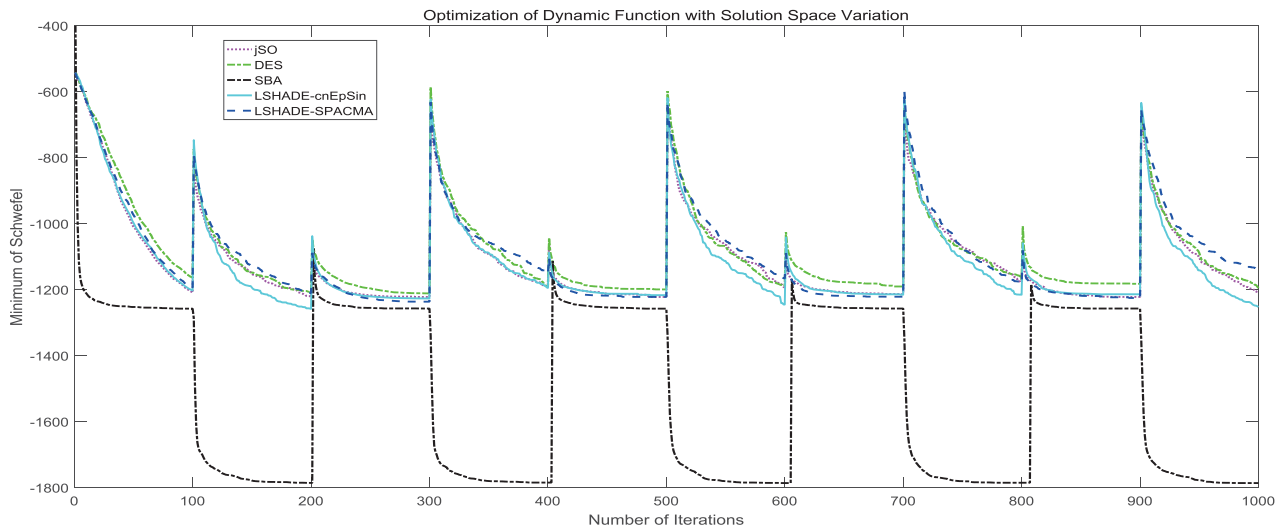 Optimization of Dynamic Function with Solution Space Variation
Minimum of Schwefel
-400
-600
-800
-1000
-1200
-1400
-1600
-1800
jSO
DES
SBA
LSHADE-cnEpSin
LSHADE-SPACMA
0 100 200 300 400 500 600 700 800 900 1000
Number of Iterations